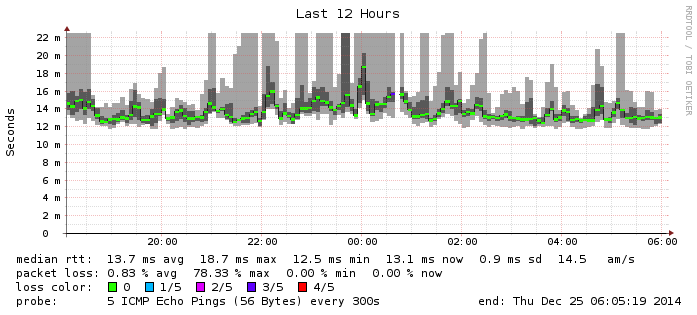 Last 12 Hours
RRDTOOL / TOBI OETIKER
Seconds
22 m
20 m
18 m
16 m
14 m
12 m
10 m
8 m
6 m
4 m
2 m
0
20:00 22:00 00:00 02:00 04:00 06:00
median rtt: 13.7 ms avg 18.7 ms max 12.5 ms min 13.1 ms now 0.9 ms sd 14.5 am/s
packet loss: 0.83 % avg 78.33 % max 0.00 % min 0.00 % now
loss color: 0 1/5 2/5 3/5 4/5
probe: 5 ICMP Echo Pings (56 Bytes) every 300s end: Thu Dec 25 06:05:19 2014